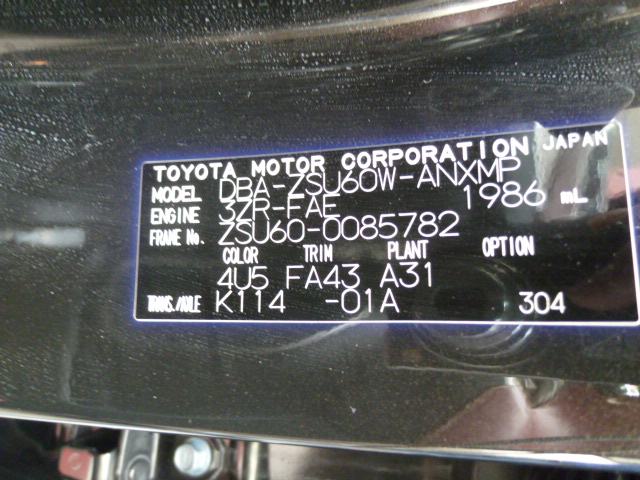 TOYOTA MOTOR CORPORATION JAPAN
MODEL DBA-ZSU60W-ANXMP
ENGINE 3ZR-FAE 1986 mL
FRAME No. ZSU60-0085782
COLOR TRIM PLANT OPTION
4U5 FA43 A31
TRANS./AXLE K114 -01A 304